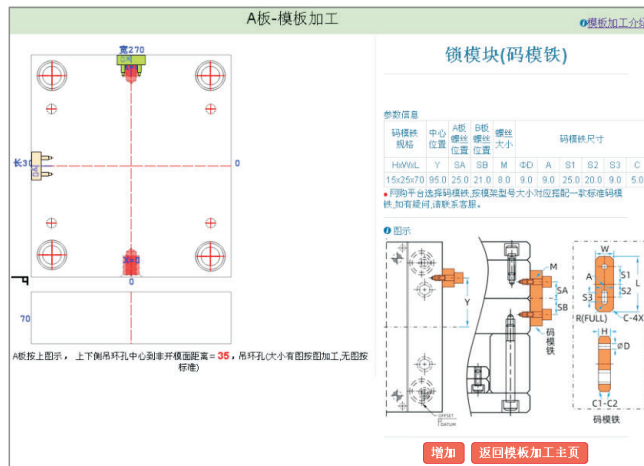 A板-模板加工
模板加工介绍
宽270
长30
0
0
70
A板按上图示， 上下侧吊环孔中心到非开模面距离= 35，吊环孔(大小有图按图加工,无图按标准)
锁模块(码模铁)
参数信息
码模铁规格 中心位置 A板螺丝位置 B板螺丝位置 螺丝大小 码模铁尺寸
HxWxL Y SA SB M ΦD A S1 S2 S3 C
15x25x70 95.0 25.0 21.0 8.0 9.0 9.0 25.0 20.0 9.0 5.0
网购平台选择码模铁,按模架型号大小对应搭配一款标准码模铁,如有疑问,请联系客服。
图示
W
M
A
S1
L
S2
SA
S3
Y
SB
R(FULL)
C-4X
码模铁
H
ΦD
OFFSET
DATUM
C1-C2
码模铁
增加
返回模板加工主页